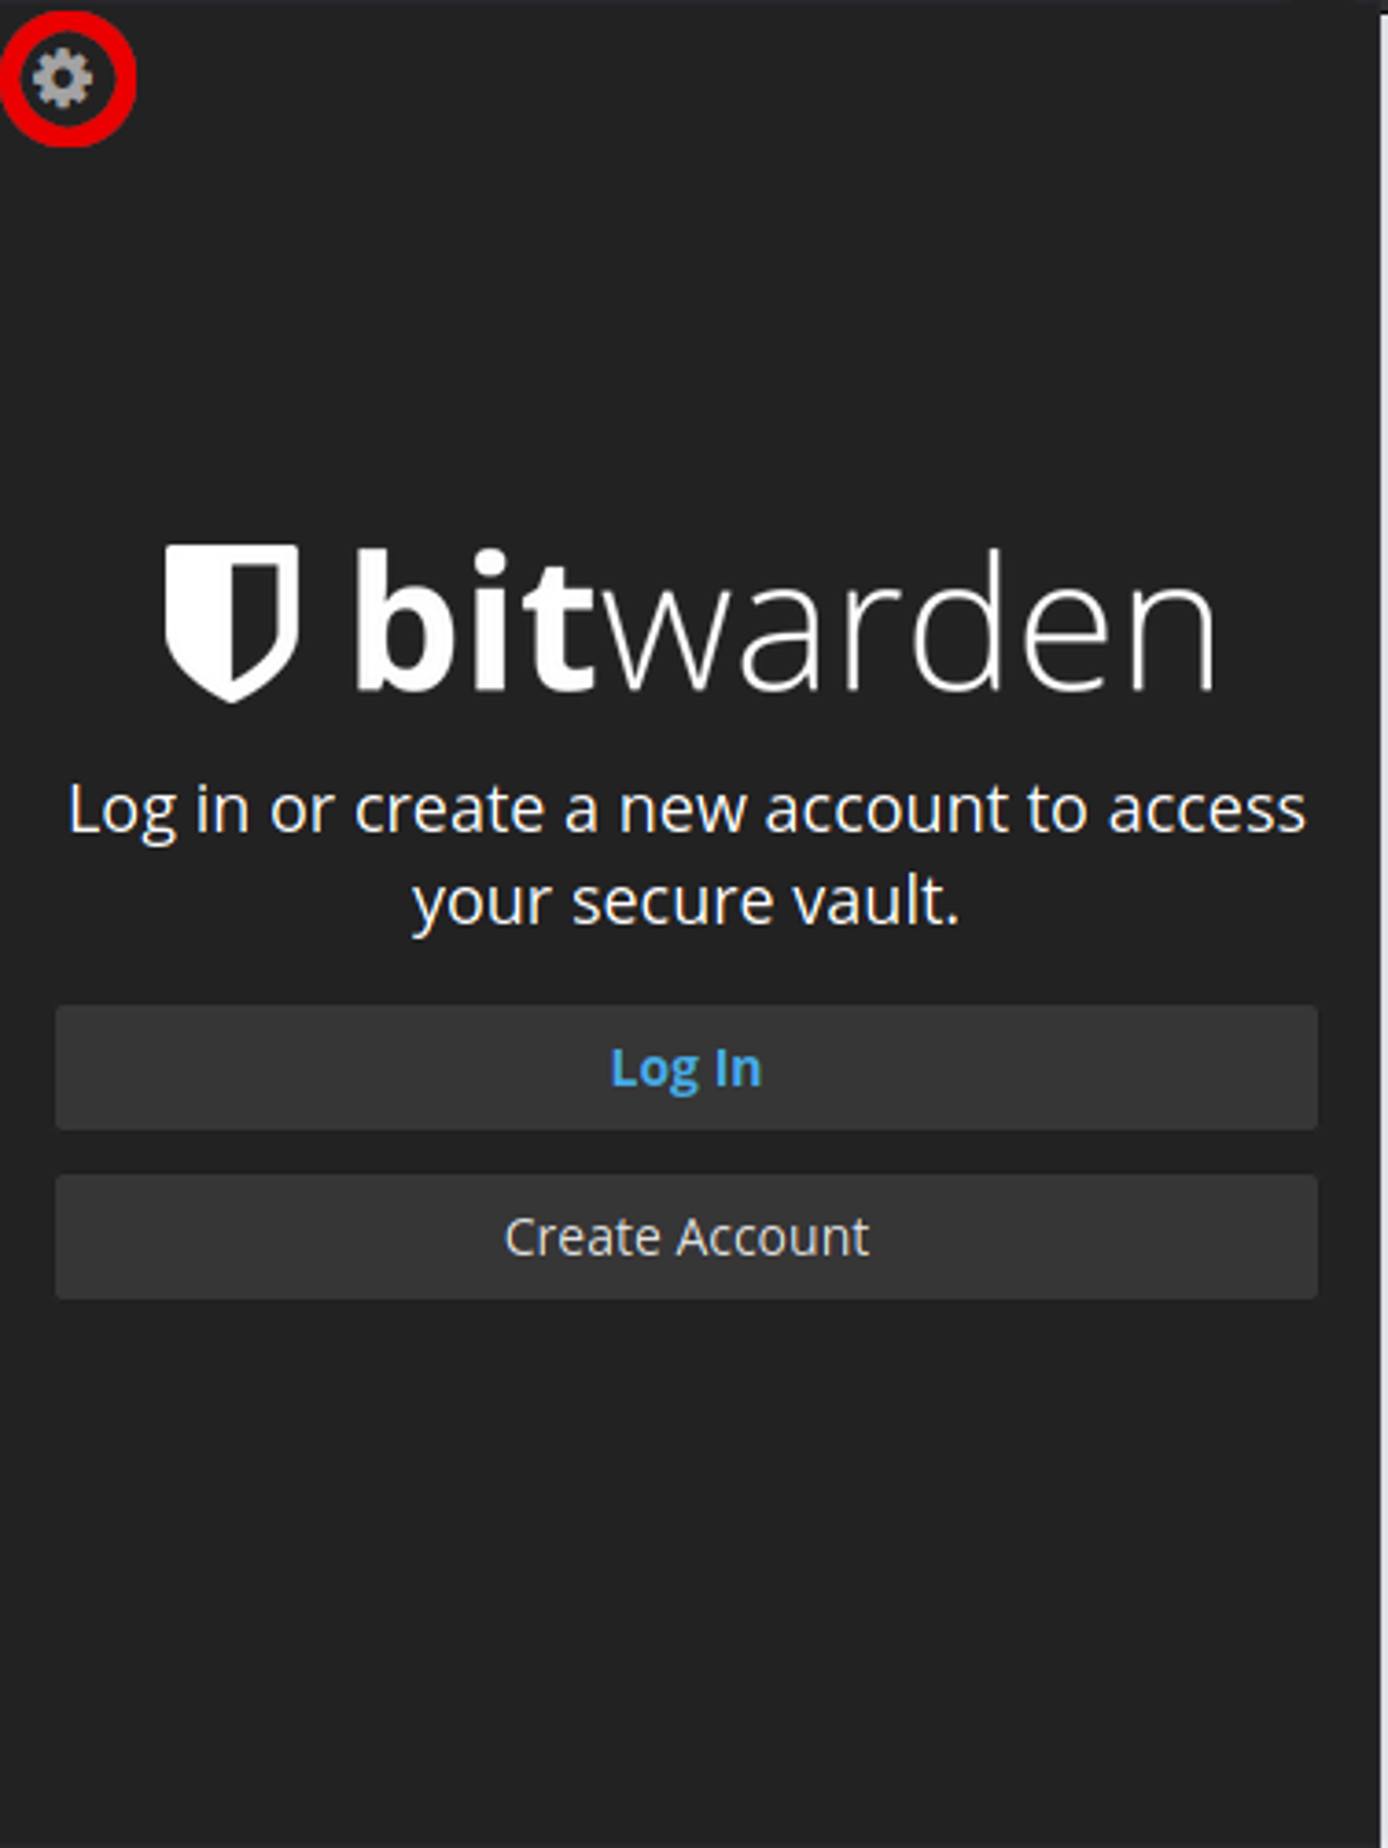 bitwarden
Log in or create a new account to access
your secure vault.
Log In
Create Account